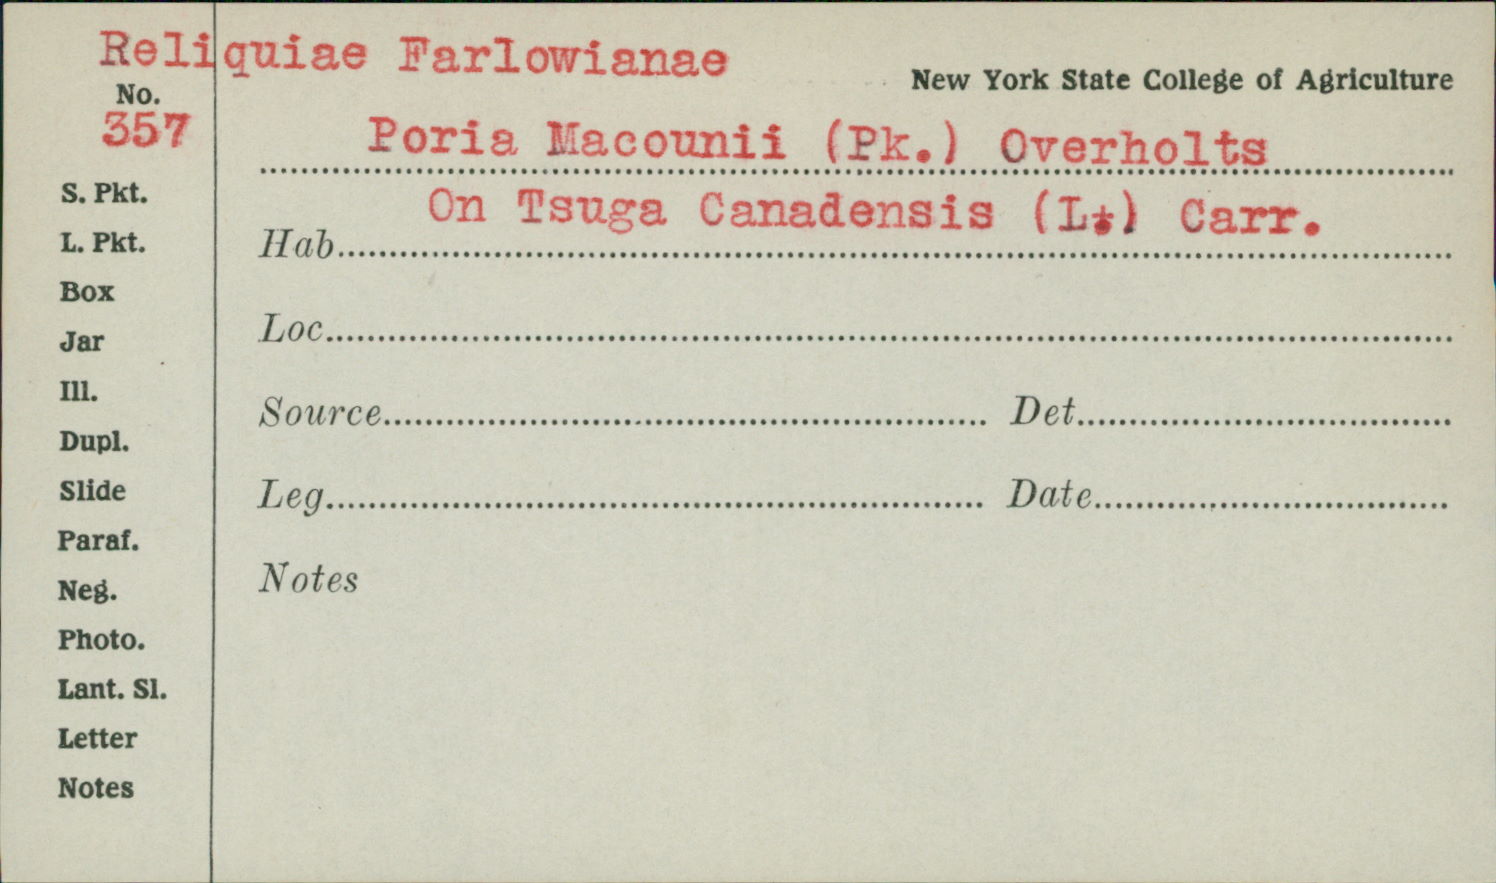 Reliquiae Farlowianae
New York State College of Agriculture
No.
357
Poria Macounii (Pk.) Overholts
On Tsuga Canadensis (L.) Carr.
S. Pkt.
L. Pkt.
Box
Jar
Ill.
Dupl.
Slide
Paraf.
Neg.
Photo.
Lant. Sl.
Letter
Notes
Hab.
Loc.
Source
Det.
Leg.
Date
Notes